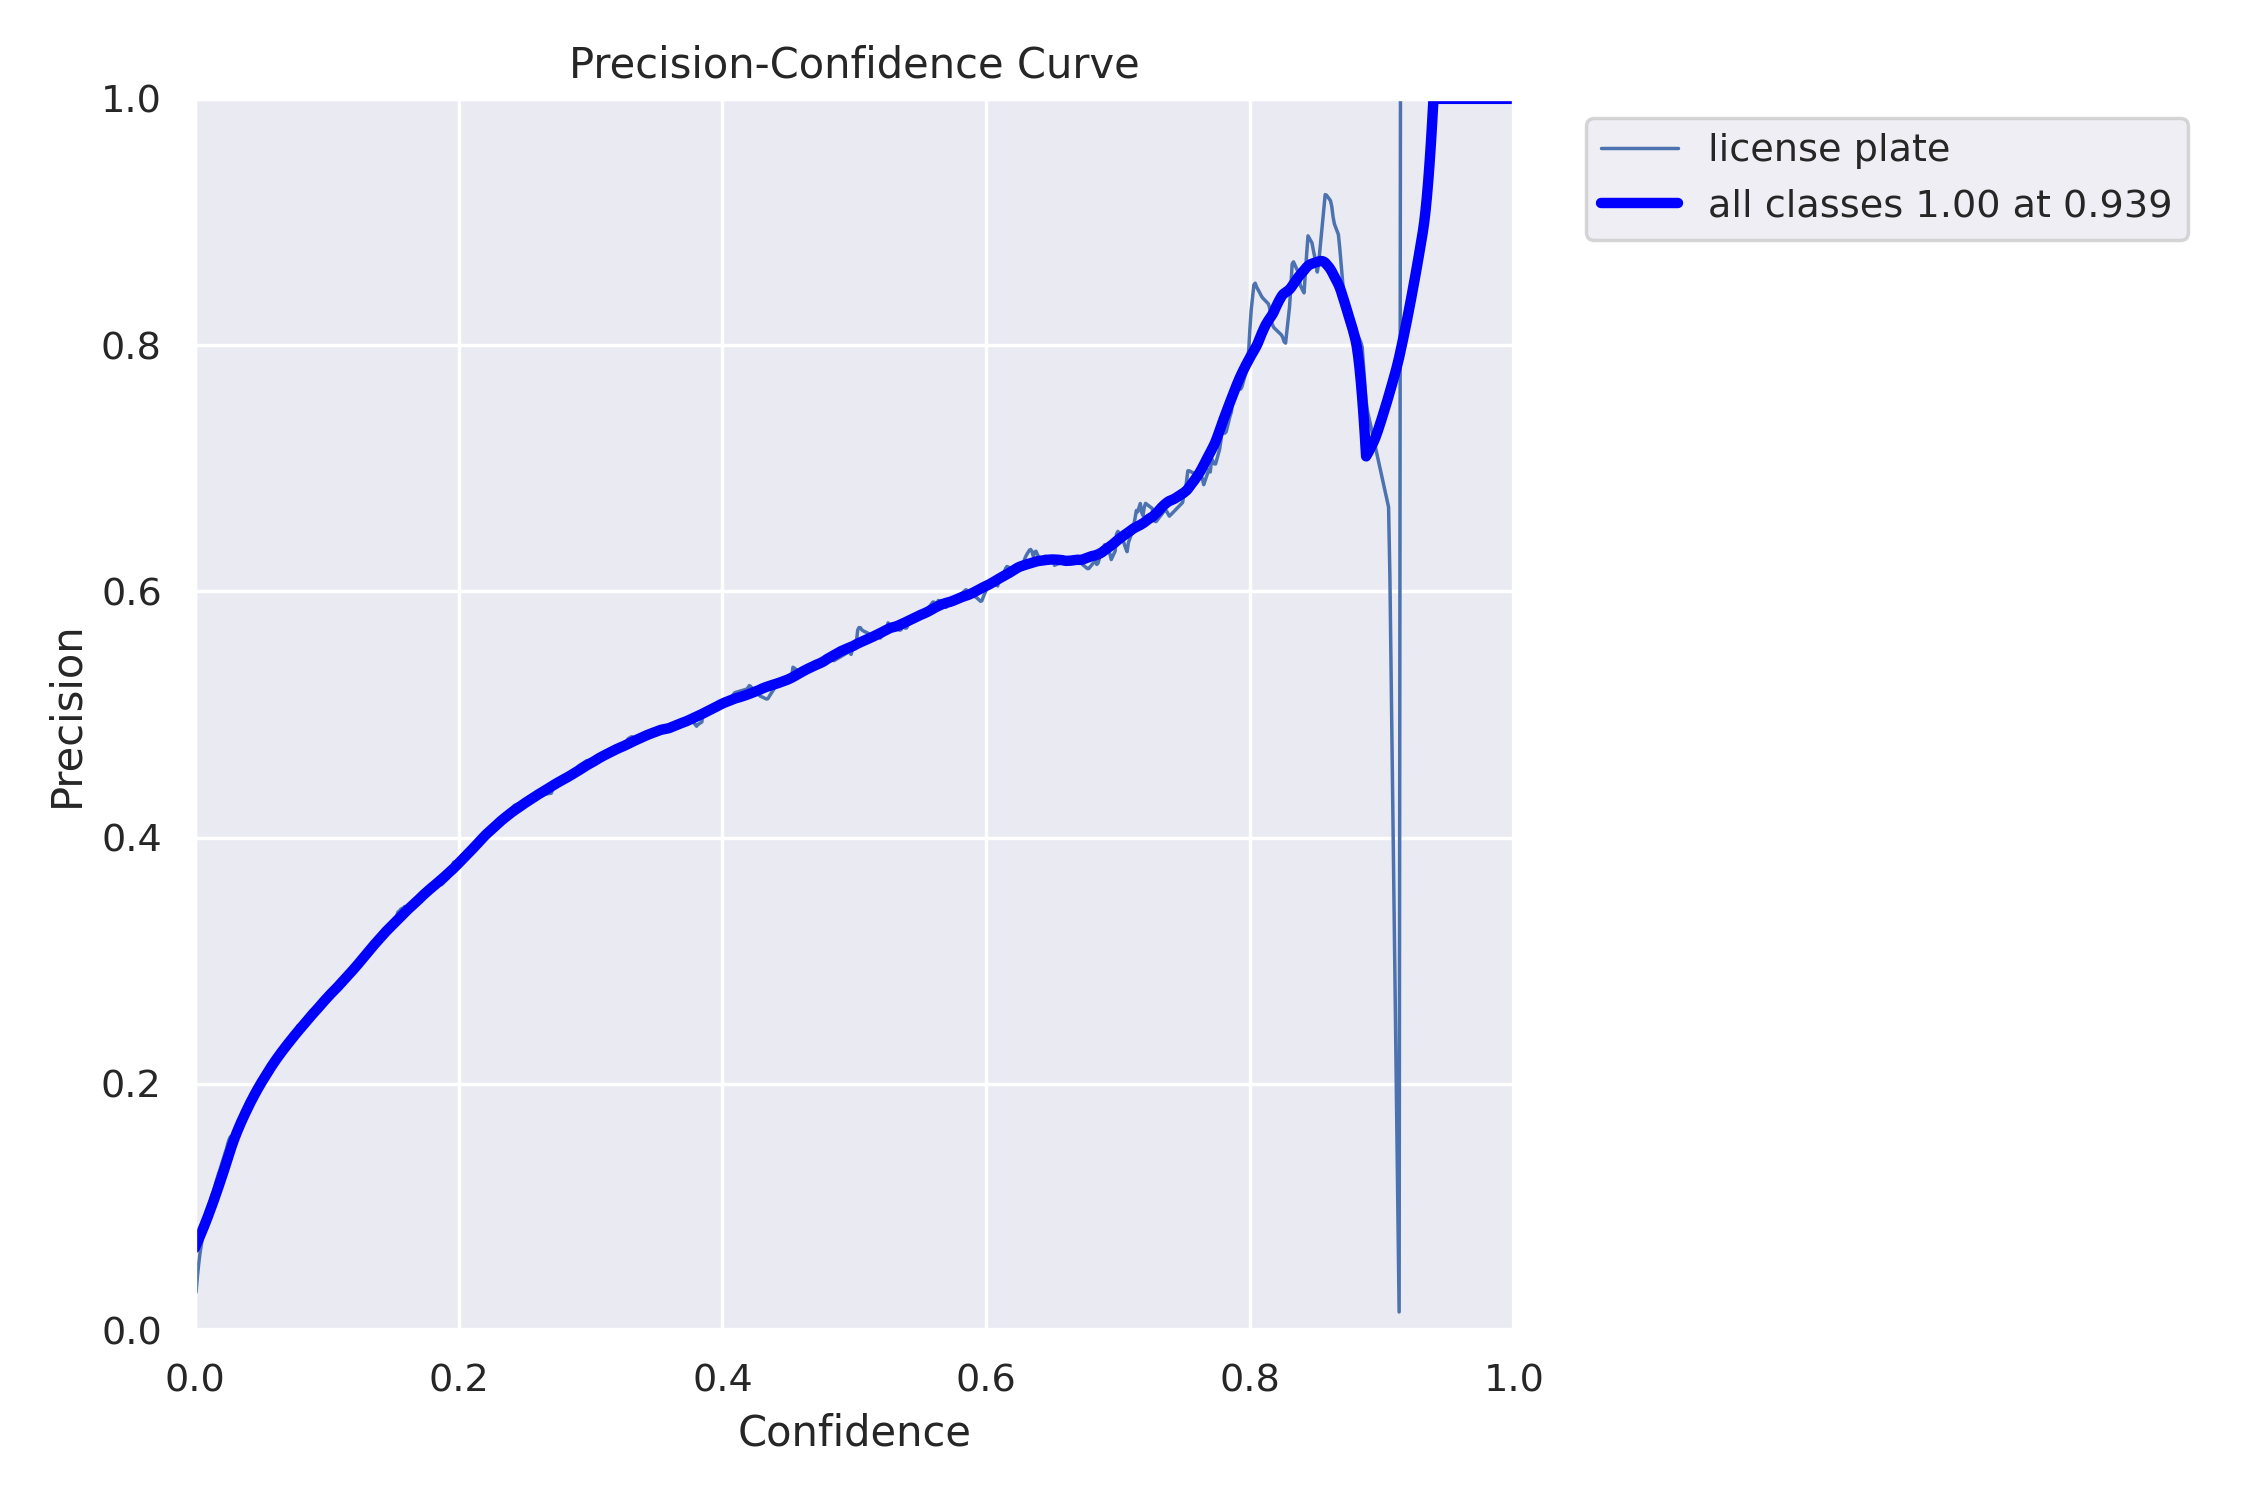 Precision-Confidence Curve
1.0
0.8
0.6
0.4
0.2
0.0
Precision
0.0 0.2 0.4 0.6 0.8 1.0
Confidence
license plate
all classes 1.00 at 0.939